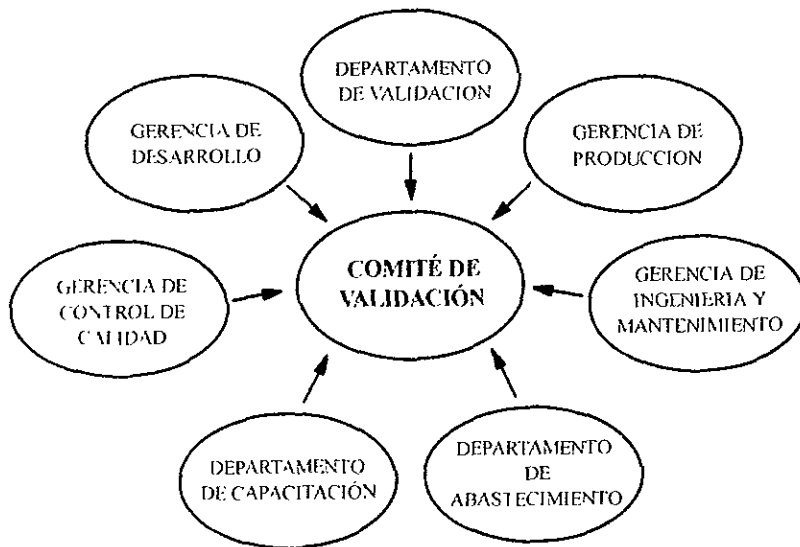 DEPARTAMENTO
DE VALIDACION
GERENCIA DE
DESARROLLO
GERENCIA DE
PRODUCCION
COMITÉ DE
VALIDACIÓN
GERENCIA DE
CONTROL DE
CALIDAD
GERENCIA DE
INGENIERIA Y
MANTENIMIENTO
DEPARTAMENTO
DE CAPACITACIÓN
DEPARTAMENTO
DE
ABASTECIMIENTO